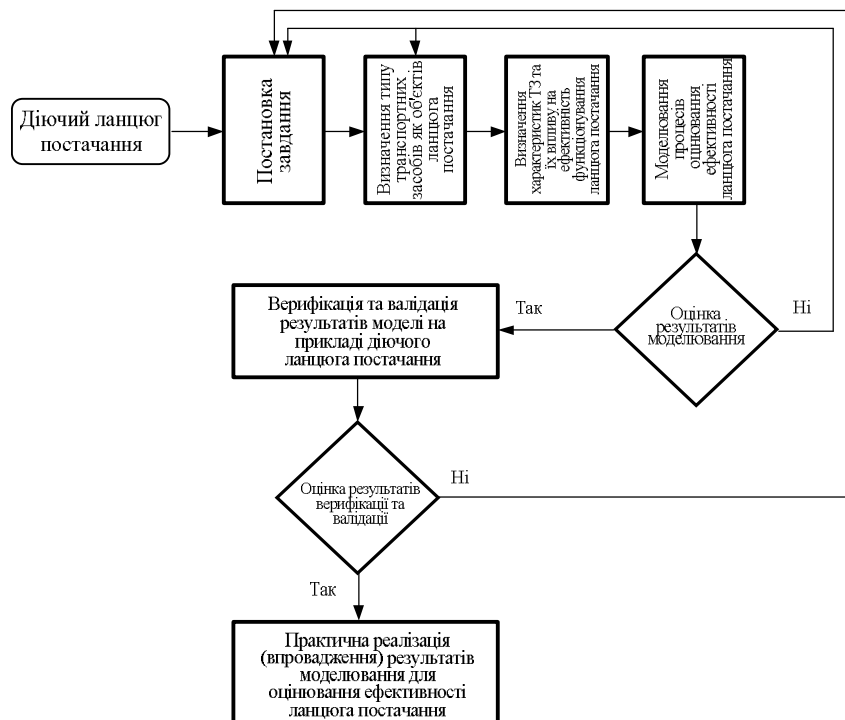 Діючий ланцюг
постачання
Постановка
завдання
Визначення типу
транспортних
засобів як об'єктів
ланцюга
постачання
Визначення
характеристик ТЗ та
їх впливу на
ефективність
функціонування
ланцюга постачання
Моделювання
процесів
оцінювання
ефективності
ланцюга постачання
Оцінка
результатів
моделювання
Ні
Так
Верифікація та валідація
результатів моделі на
прикладі діючого
ланцюга постачання
Оцінка результатів
верифікації та
валідації
Ні
Так
Практична реалізація
(впровадження) результатів
моделювання для
оцінювання ефективності
ланцюга постачання